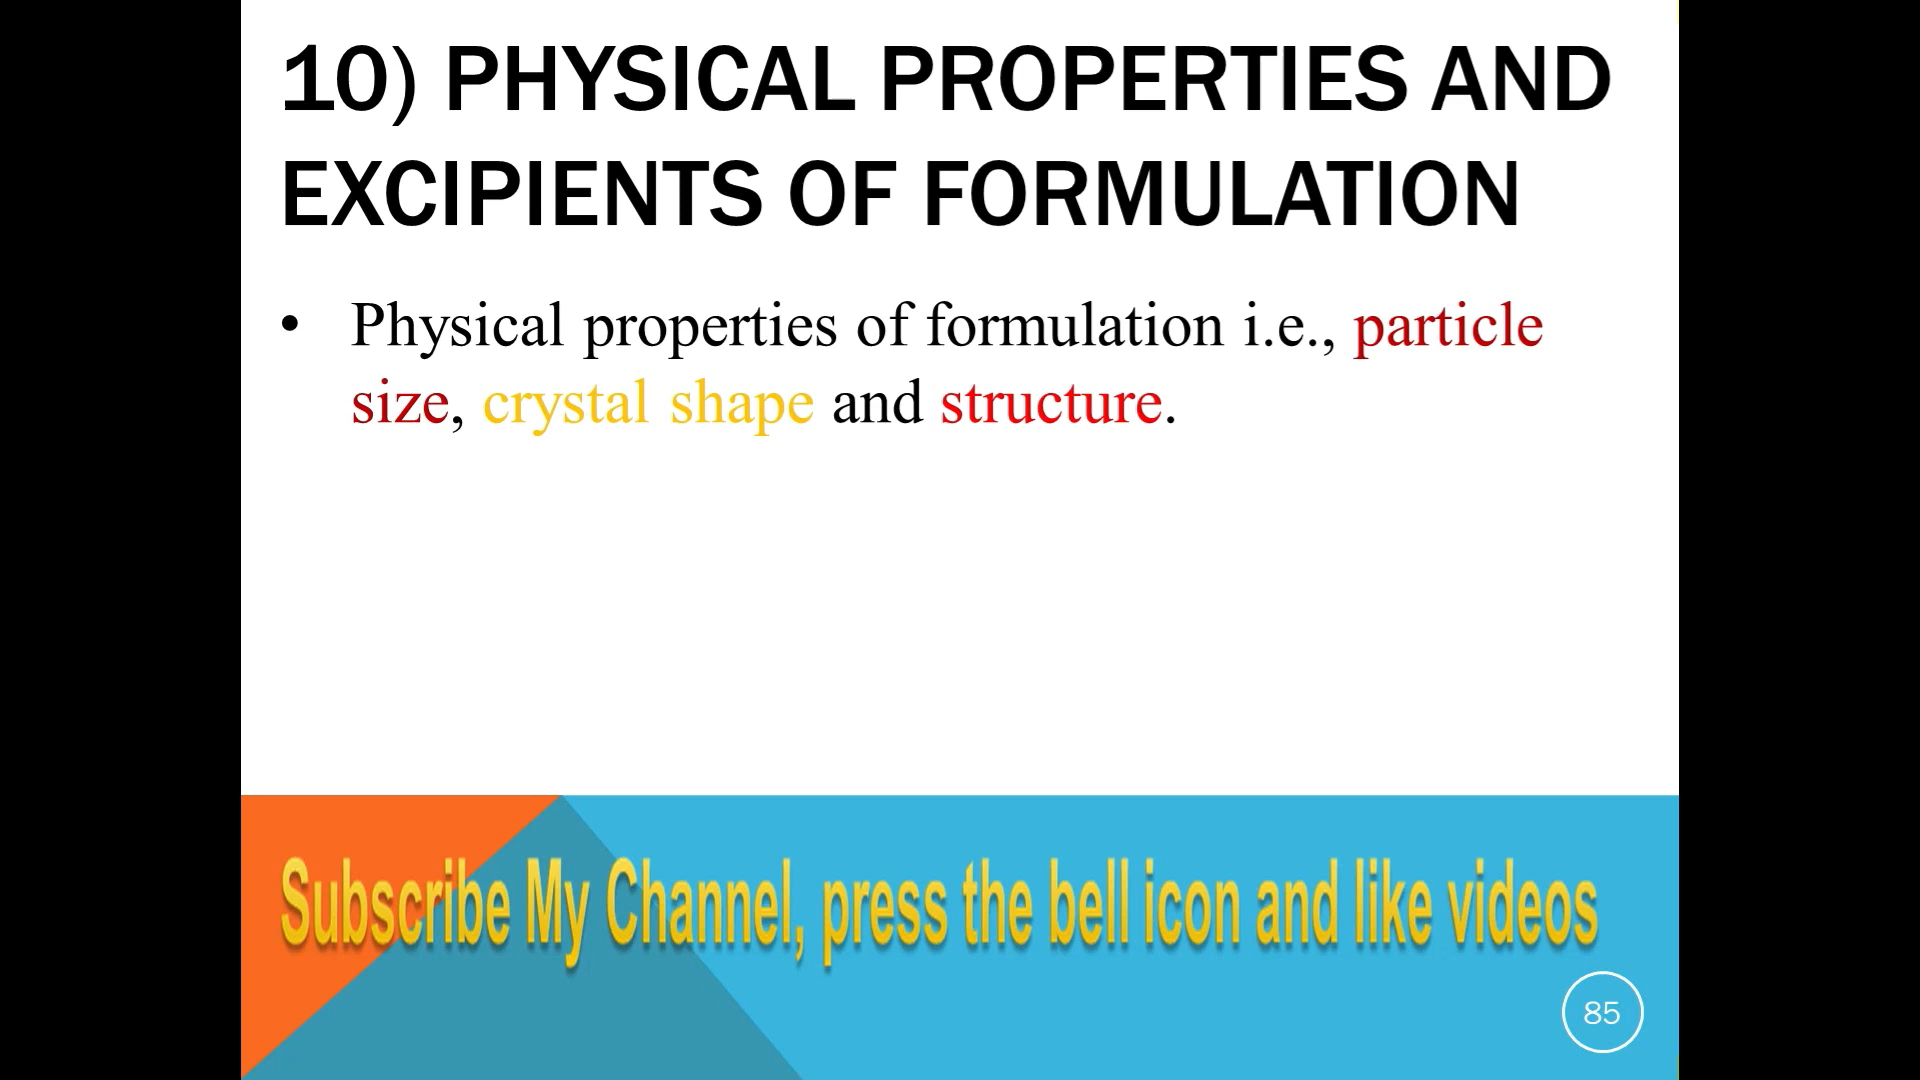 10) PHYSICAL PROPERTIES AND
EXCIPIENTS OF FORMULATION
• Physical properties of formulation i.e., particle
size, crystal shape and structure.
Subscribe My Channel, press the bell icon and like videos
85